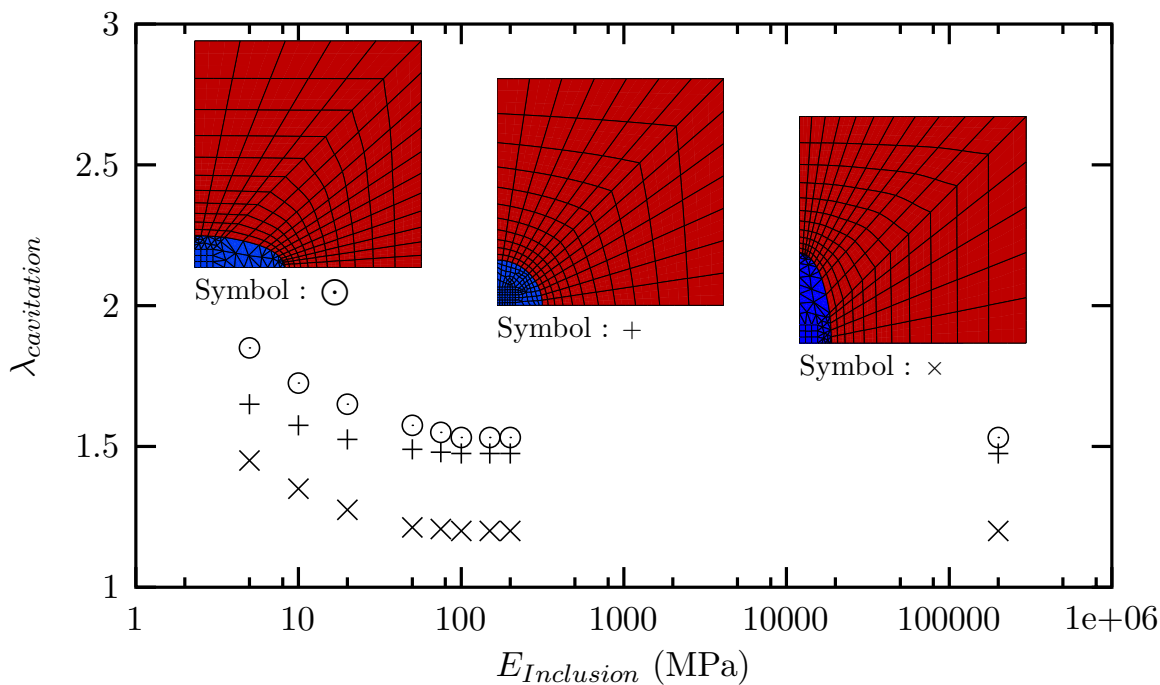 3
2.5
2
1.5
1
λcavitation
Symbol : ⊙
Symbol : +
Symbol : ×
1 10 100 1000 10000 100000 1e+06
EInclusion (MPa)